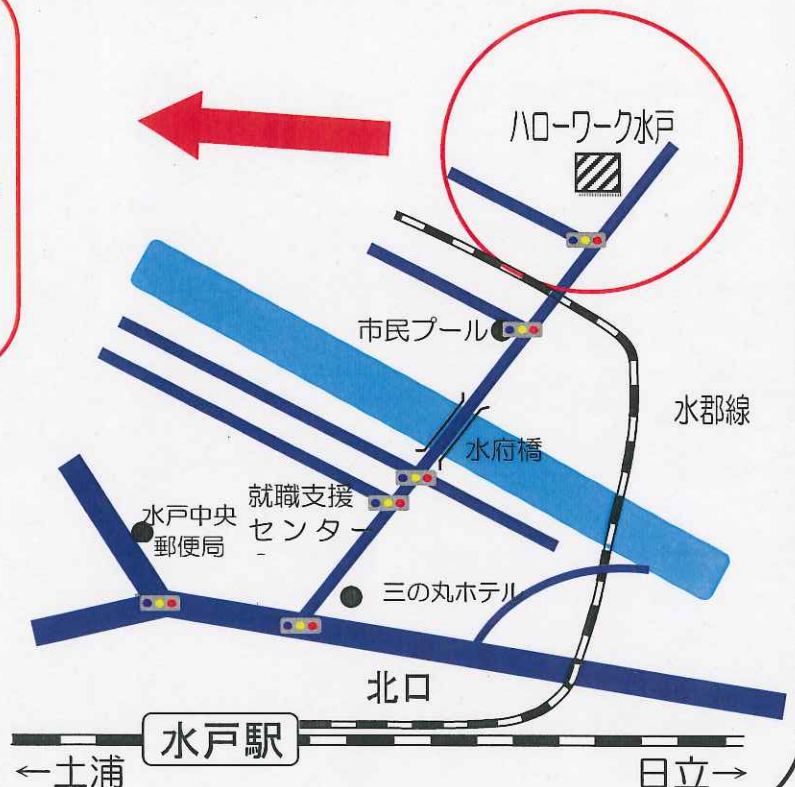 ハローワーク水戸
市民プール
水郡線
水府橋
就職支援
センター
水戸中央
郵便局
三の丸ホテル
北口
水戸駅
←土浦
日立→